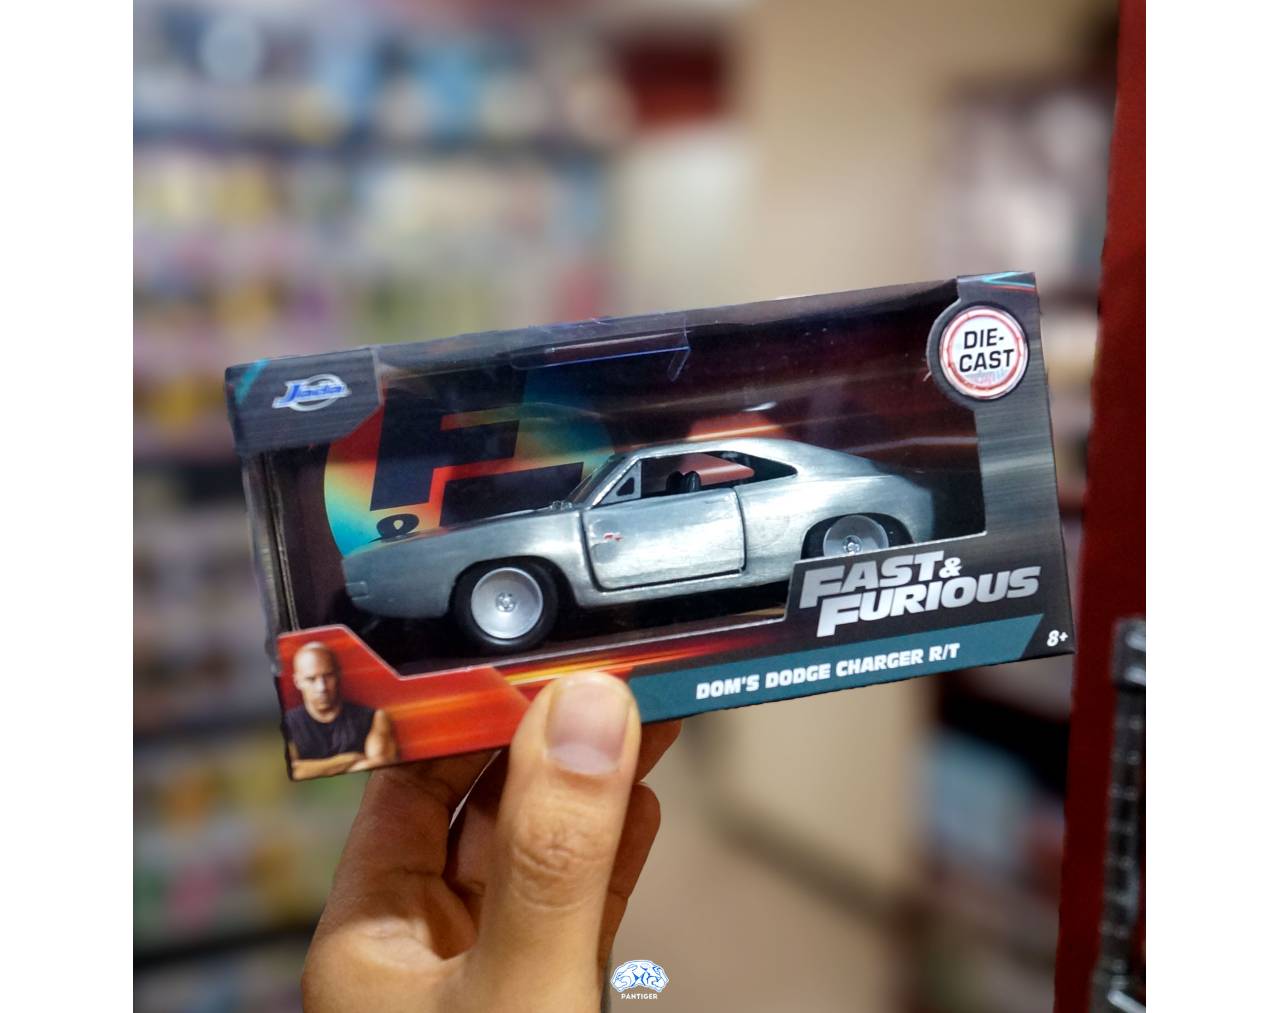 Jada
DIE-
CAST
F
&
FAST&
FURIOUS
8+
DOM'S DODGE CHARGER R/T
PANTIGER